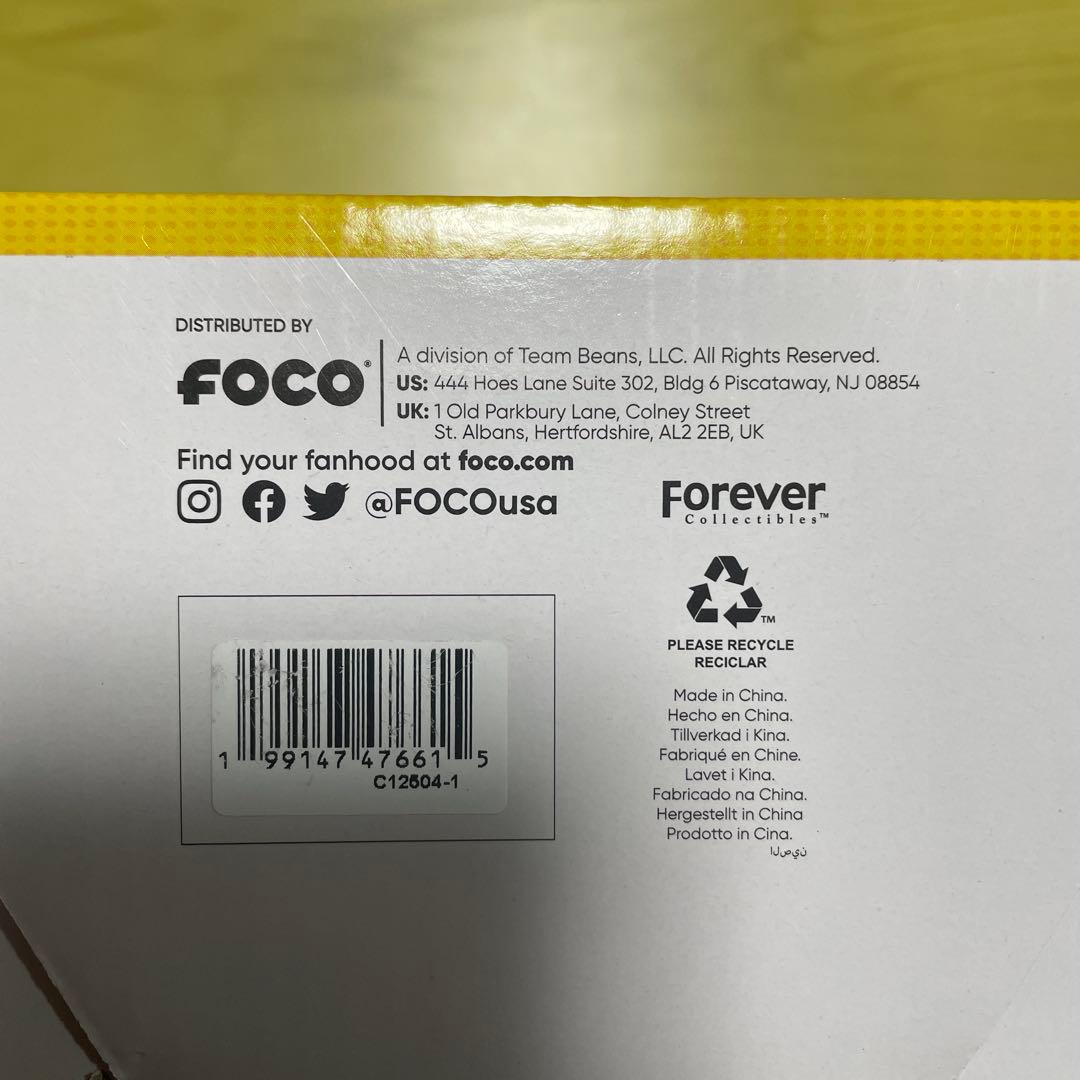 DISTRIBUTED BY
FOCO®
A division of Team Beans, LLC. All Rights Reserved.
US: 444 Hoes Lane Suite 302, Bldg 6 Piscataway, NJ 08854
UK: 1 Old Parkbury Lane, Colney Street
St. Albans, Hertfordshire, AL2 2EB, UK
Find your fanhood at foco.com
@FOCOusa
Forever
Collectibles™
TM
PLEASE RECYCLE
RECICLAR
1 99147 47661 5
C12604-1
Made in China.
Hecho en China.
Tillverkad i Kina.
Fabriqué en Chine.
Lavet i Kina.
Fabricado na China.
Hergestellt in China
Prodotto in Cina.
الصين